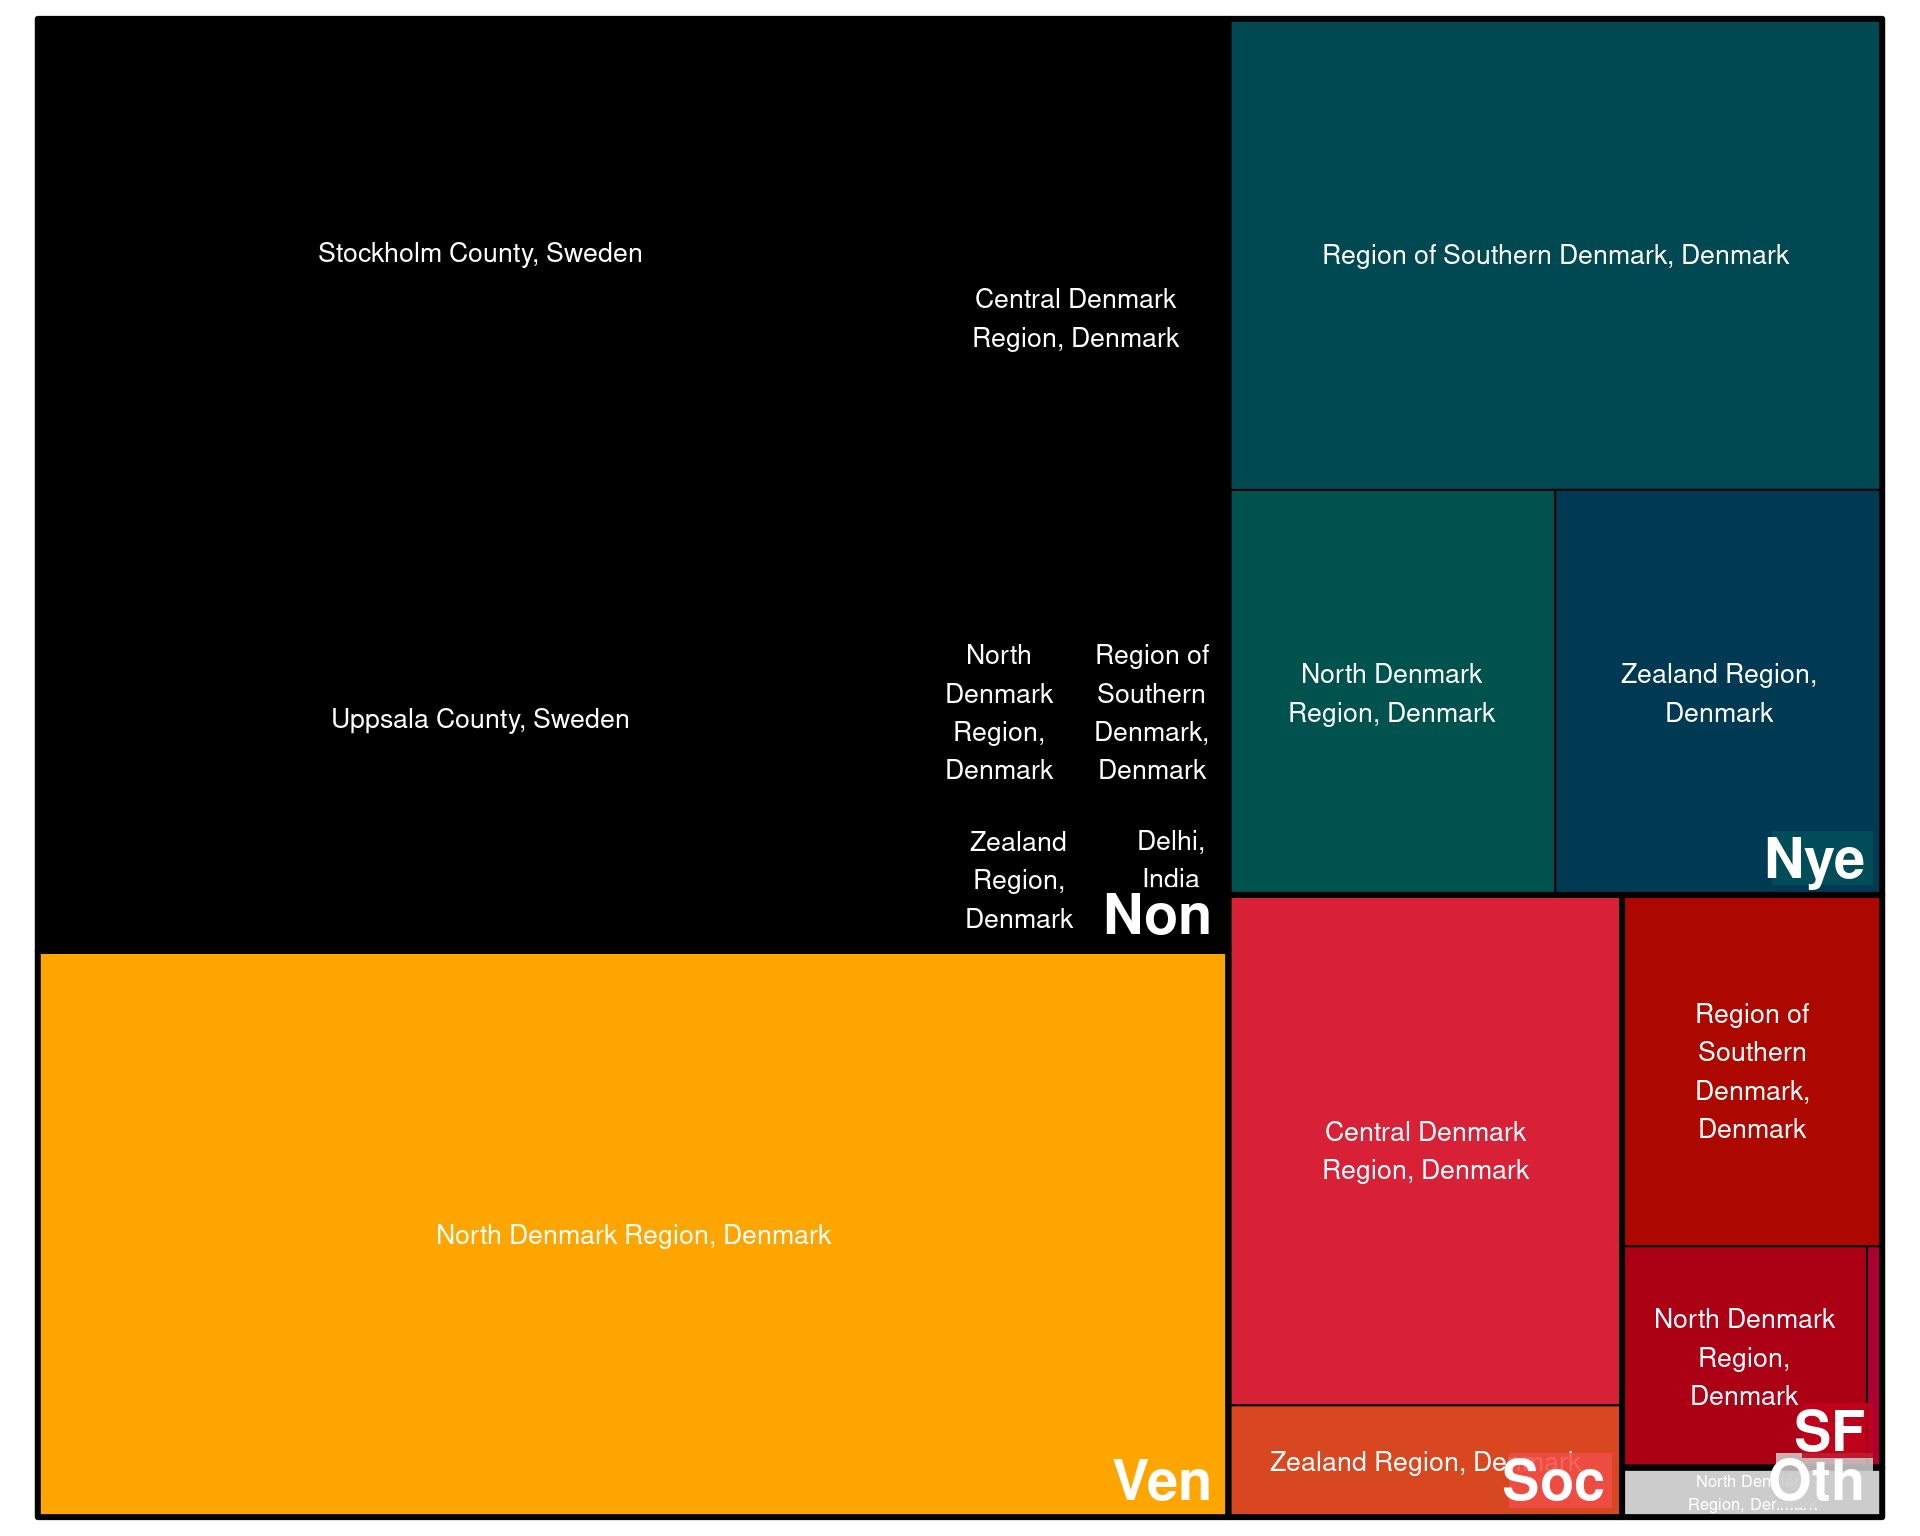 Stockholm County, Sweden
Central Denmark
Region, Denmark
Uppsala County, Sweden
North
Denmark
Region,
Denmark
Region of
Southern
Denmark,
Denmark
Zealand
Region,
Denmark
Delhi,
India
Non
Region of Southern Denmark, Denmark
North Denmark
Region, Denmark
Zealand Region,
Denmark
Nye
North Denmark Region, Denmark
Ven
Central Denmark
Region, Denmark
Zealand Region, Denmark
Soc
Region of
Southern
Denmark,
Denmark
North Denmark
Region,
Denmark
SF
North
Region,
Oth